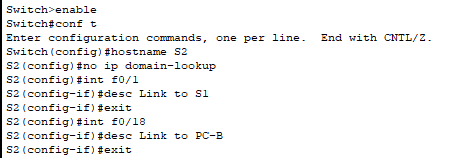 Switch>enable
Switch#conf t
Enter configuration commands, one per line.  End with CNTL/Z.
Switch(config)#hostname S2
S2(config)#no ip domain-lookup
S2(config)#int f0/1
S2(config-if)#desc Link to S1
S2(config-if)#exit
S2(config)#int f0/18
S2(config-if)#desc Link to PC-B
S2(config-if)#exit